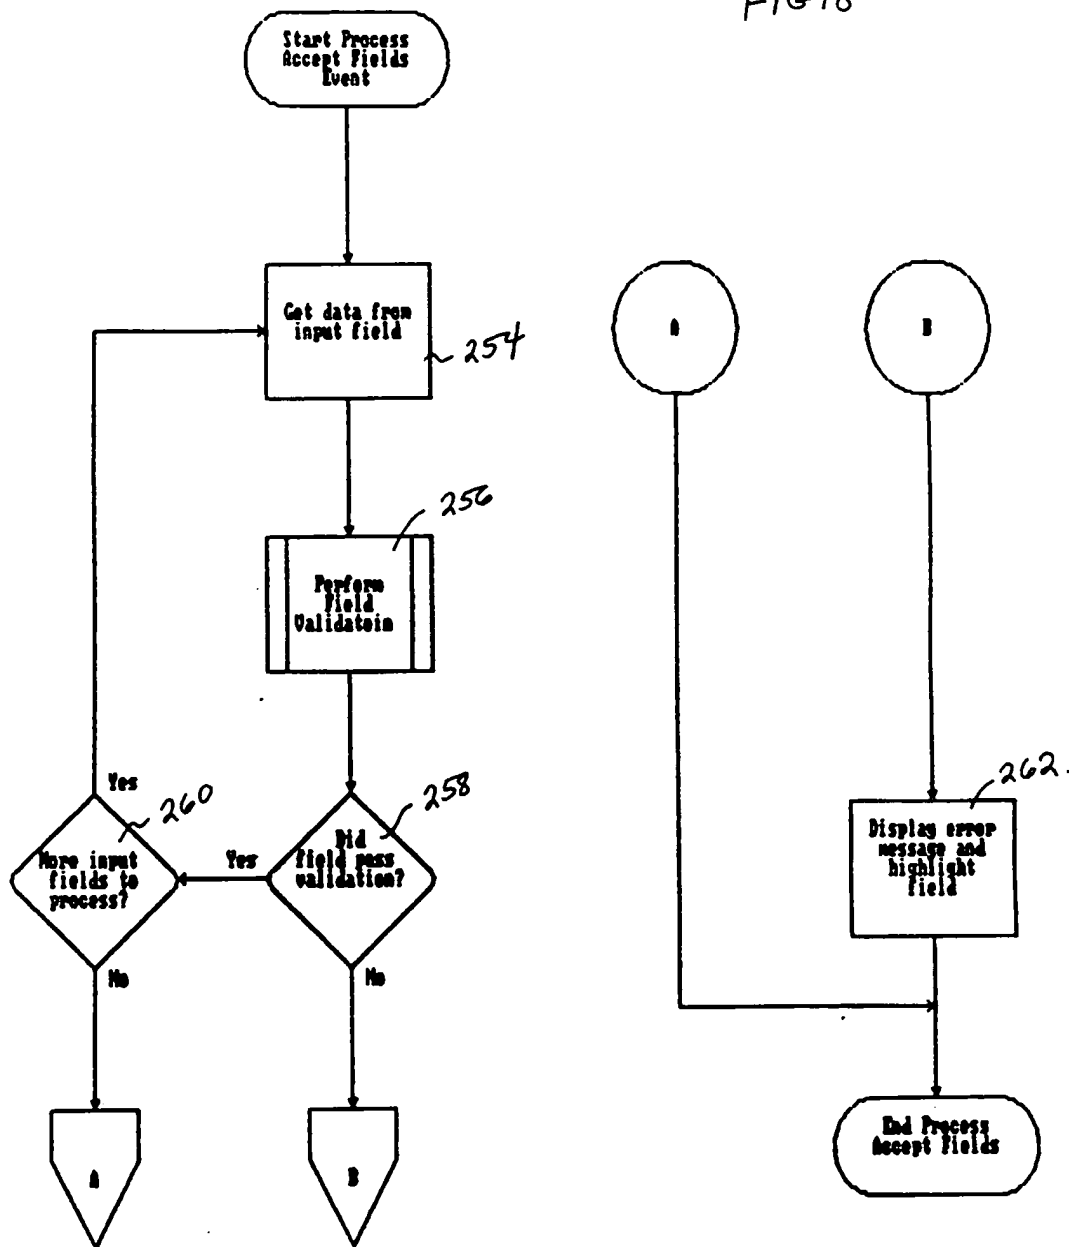 FIG 18
Start Process
Accept Fields
Event
Get data from
input field
254
A
B
256
Perform
Field
Validatein
Yes
260
More input
fields to
process?
Yes
258
Did
field pass
validation?
262.
Display error
message and
highlight
field
No
No
End Process
Accept Fields
A
B